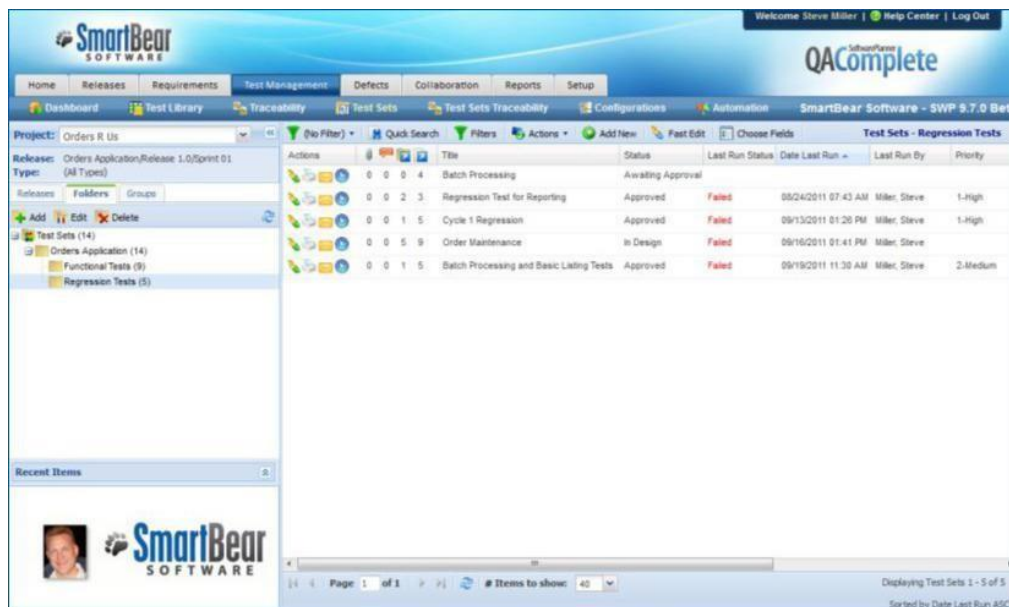 Welcome Steve Miller | Help Center | Log Out
SmartBear
SOFTWARE
SoftwarePlanner
QAComplete
Home Releases Requirements Test Management Defects Collaboration Reports Setup
Dashboard Test Library Traceability Test Sets Test Sets Traceability Configurations Automation SmartBear Software - SWP 9.7.0 Bet
Project: Orders R Us
(No Filter) Quick Search Filters Actions Add New Fast Edit Choose Fields Test Sets - Regression Tests
Release: Orders Application/Release 1.0/Sprint 01
Type: (All Types)
Releases Folders Groups
Add Edit Delete
Test Sets (14)
Orders Application (14)
Functional Tests (9)
Regression Tests (5)
Actions Title Status Last Run Status Date Last Run Last Run By Priority
0 0 0 4 Batch Processing Awaiting Approval
0 0 2 3 Regression Test for Reporting Approved Failed 08/24/2011 07:43 AM Miller, Steve 1-High
0 0 1 5 Cycle 1 Regression Approved Failed 09/13/2011 01:26 PM Miller, Steve 1-High
0 0 5 9 Order Maintenance In Design Failed 09/16/2011 01:41 PM Miller, Steve
0 0 1 5 Batch Processing and Basic Listing Tests Approved Failed 09/19/2011 11:30 AM Miller, Steve 2-Medium
Recent Items
SmartBear
SOFTWARE
Page 1 of 1 # Items to show: 40 Displaying Test Sets 1 - 5 of 5
Sorted by Date Last Run ASC